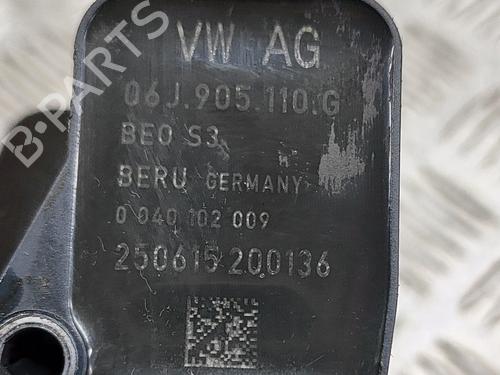 VW AG
06J.905.110.G
BEO S3
BERU GERMANY
0 040 102 009
250615 200136
B-PARTS